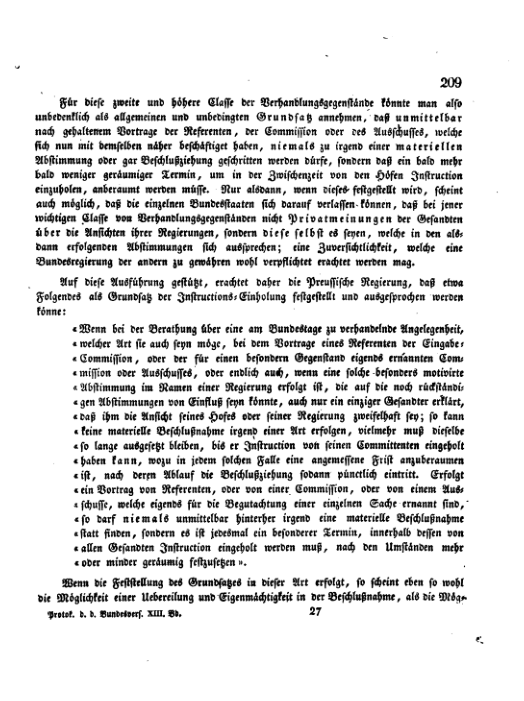 209
Für diese zweite und höhere Classe der Verhandlungsgegenstände könnte man also
unbedenklich als allgemeinen und unbedingten Grundsatz annehmen, daß unmittelbar
nach gehaltenem Vortrage der Referenten, der Commission oder des Ausschusses, welche
sich nun mit demselben näher beschäftiget haben, niemals zu irgend einer materiellen
Abstimmung oder gar Beschlußziehung geschritten werden dürfe, sondern daß ein bald mehr
bald weniger geräumiger Termin, um in der Zwischenzeit von den Höfen Instruction
einzuholen, anberaumt werden müsse. Nur alsdann, wenn dieses festgestellt wird, scheint
auch möglich, daß die einzelnen Bundesstaaten sich darauf verlassen können, daß bei jener
wichtigen Classe von Verhandlungsgegenständen nicht Privatmeinungen der Gesandten
über die Ansichten ihrer Regierungen, sondern diese selbst es seyen, welche in den als-
dann erfolgenden Abstimmungen sich aussprechen; eine Zuversichtlichkeit, welche eine
Bundesregierung der andern zu gewähren wohl verpflichtet erachtet werden mag.
Auf diese Ausführung gestützt, erachtet daher die Preussische Regierung, daß etwa
Folgendes als Grundsatz der Instructions-Einholung festgestellt und ausgesprochen werden
könne:
«Wenn bei der Berathung über eine am Bundestage zu verhandelnde Angelegenheit,
«welcher Art sie auch seyn möge, bei dem Vortrage eines Referenten der Eingabe-
«Commission, oder der für einen besondern Gegenstand eigends ernannten Com-
«mission oder Ausschusses, oder endlich auch, wenn eine solche besonders motivirte
«Abstimmung im Namen einer Regierung erfolgt ist, die auf die noch rückständi-
«gen Abstimmungen von Einfluß seyn könnte, auch nur ein einziger Gesandter erklärt,
«daß ihm die Ansicht seines Hofes oder seiner Regierung zweifelhaft sey; so kann
«keine materielle Beschlußnahme irgend einer Art erfolgen, vielmehr muß dieselbe
«so lange ausgesetzt bleiben, bis er Instruction von seinen Committenten eingeholt
«haben kann, wozu in jedem solchen Falle eine angemessene Frist anzuberaumen
«ist, nach deren Ablauf die Beschlußziehung sodann pünctlich eintritt. Erfolgt
«ein Vortrag von Referenten, oder von einer Commission, oder von einem Aus-
«schusse, welche eigends für die Begutachtung einer einzelnen Sache ernannt sind,
«so darf niemals unmittelbar hinterher irgend eine materielle Beschlußnahme
«statt finden, sondern es ist jedesmal ein besonderer Termin, innerhalb dessen von
«allen Gesandten Instruction eingeholt werden muß, nach den Umständen mehr
«oder minder geräumig festzusetzen».
Wenn die Feststellung des Grundsatzes in dieser Art erfolgt, so scheint eben so wohl
die Möglichkeit einer Uebereilung und Eigenmächtigkeit in der Beschlußnahme, als die Mög-
Protok. d. d. Bundesvers. XIII. Bd. 27